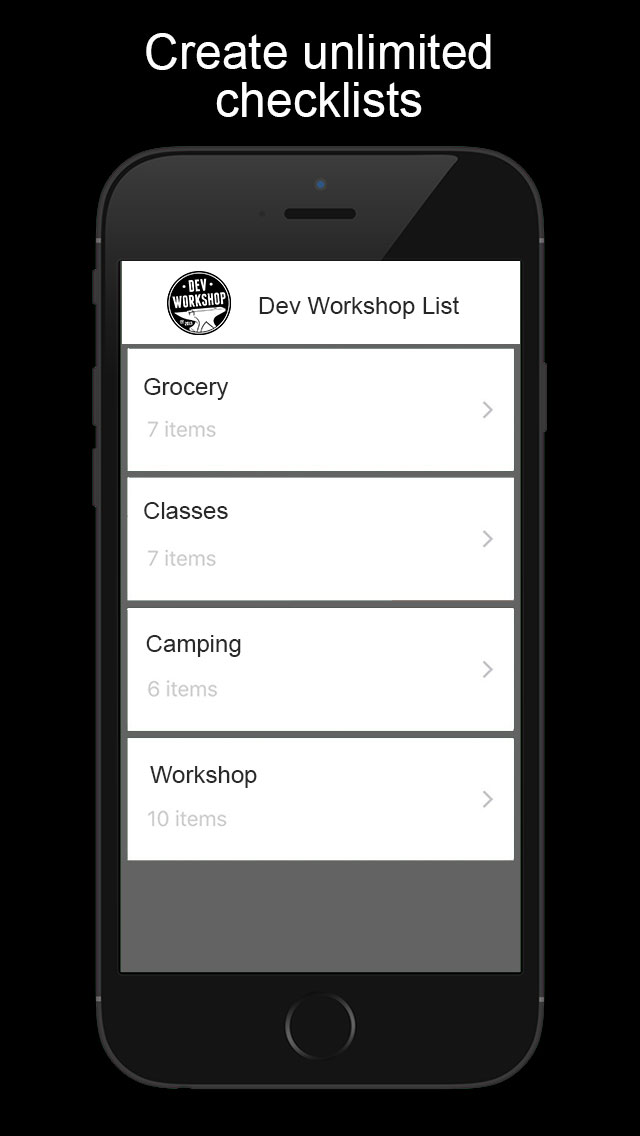 Create unlimited
checklists
DEV
WORKSHOP
Dev Workshop List
Grocery
7 items
Classes
7 items
Camping
6 items
Workshop
10 items